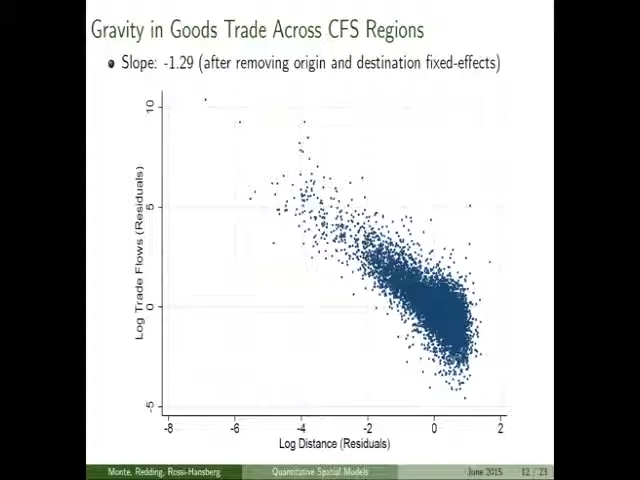 Gravity in Goods Trade Across CFS Regions
Slope: -1.29 (after removing origin and destination fixed-effects)
Log Trade Flows (Residuals)
10
5
0
-5
-8 -6 -4 -2 0 2
Log Distance (Residuals)
Monte, Redding, Rossi-Hansberg Quantitative Spatial Models June 2015 12 / 23